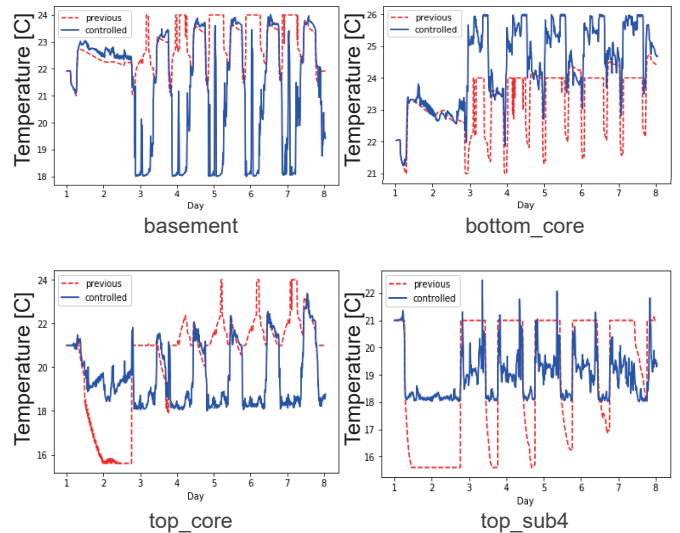 Temperature [C]
24
23
22
21
20
19
18
previous
controlled
1 2 3 4 5 6 7 8
Day
basement
Temperature [C]
26
25
24
23
22
21
previous
controlled
1 2 3 4 5 6 7 8
Day
bottom_core
Temperature [C]
24
22
20
18
16
previous
controlled
1 2 3 4 5 6 7 8
Day
top_core
Temperature [C]
21
20
19
18
17
16
previous
controlled
1 2 3 4 5 6 7 8
Day
top_sub4